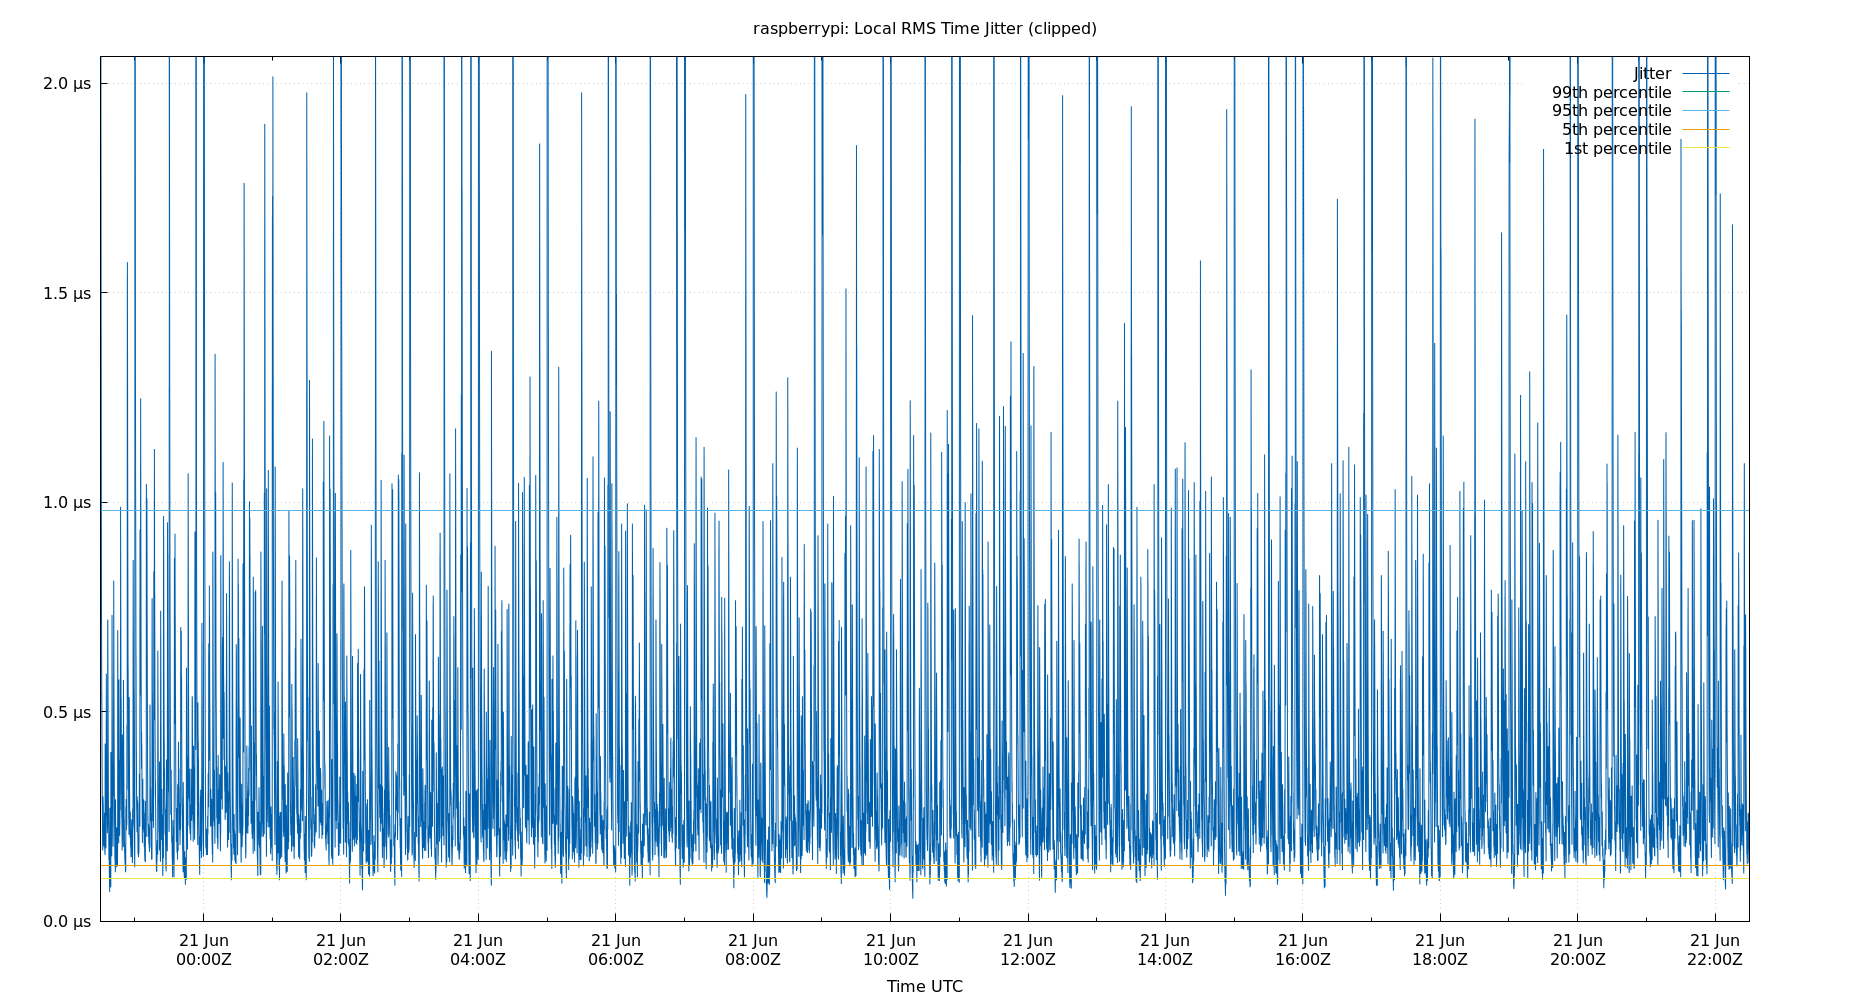 raspberrypi: Local RMS Time Jitter (clipped)
2.0 µs
1.5 µs
1.0 µs
0.5 µs
0.0 µs
Jitter
99th percentile
95th percentile
5th percentile
1st percentile
21 Jun 21 Jun 21 Jun 21 Jun 21 Jun 21 Jun 21 Jun 21 Jun 21 Jun 21 Jun 21 Jun 21 Jun
00:00Z 02:00Z 04:00Z 06:00Z 08:00Z 10:00Z 12:00Z 14:00Z 16:00Z 18:00Z 20:00Z 22:00Z
Time UTC